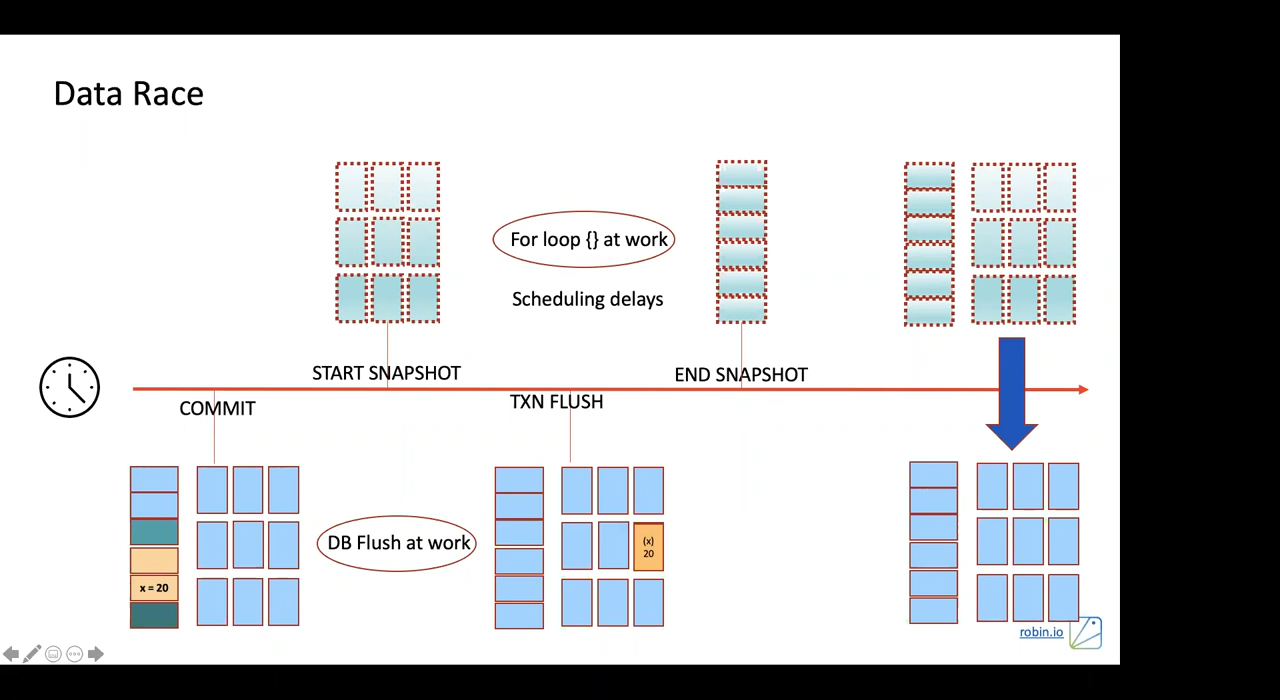 Data Race
For loop {} at work
Scheduling delays
START SNAPSHOT
END SNAPSHOT
COMMIT
TXN FLUSH
DB Flush at work
(x)
20
x = 20
robin.io